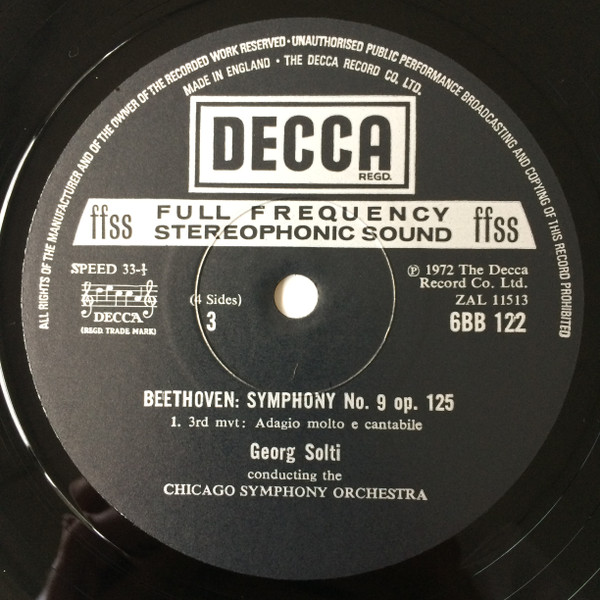 ALL RIGHTS OF THE MANUFACTURER AND OF THE OWNER OF THE RECORDED WORK RESERVED · UNAUTHORISED PUBLIC PERFORMANCE BROADCASTING AND COPYING OF THIS RECORD PROHIBITED
MADE IN ENGLAND · THE DECCA RECORD CO. LTD.
DECCA
REGD.
ffss FULL FREQUENCY STEREOPHONIC SOUND ffss
SPEED 33-⅓
DECCA
(REGD. TRADE MARK)
(4 Sides)
3
℗ 1972 The Decca
Record Co. Ltd.
ZAL 11513
6BB 122
BEETHOVEN: SYMPHONY No. 9 op. 125
1. 3rd mvt: Adagio molto e cantabile
Georg Solti
conducting the
CHICAGO SYMPHONY ORCHESTRA